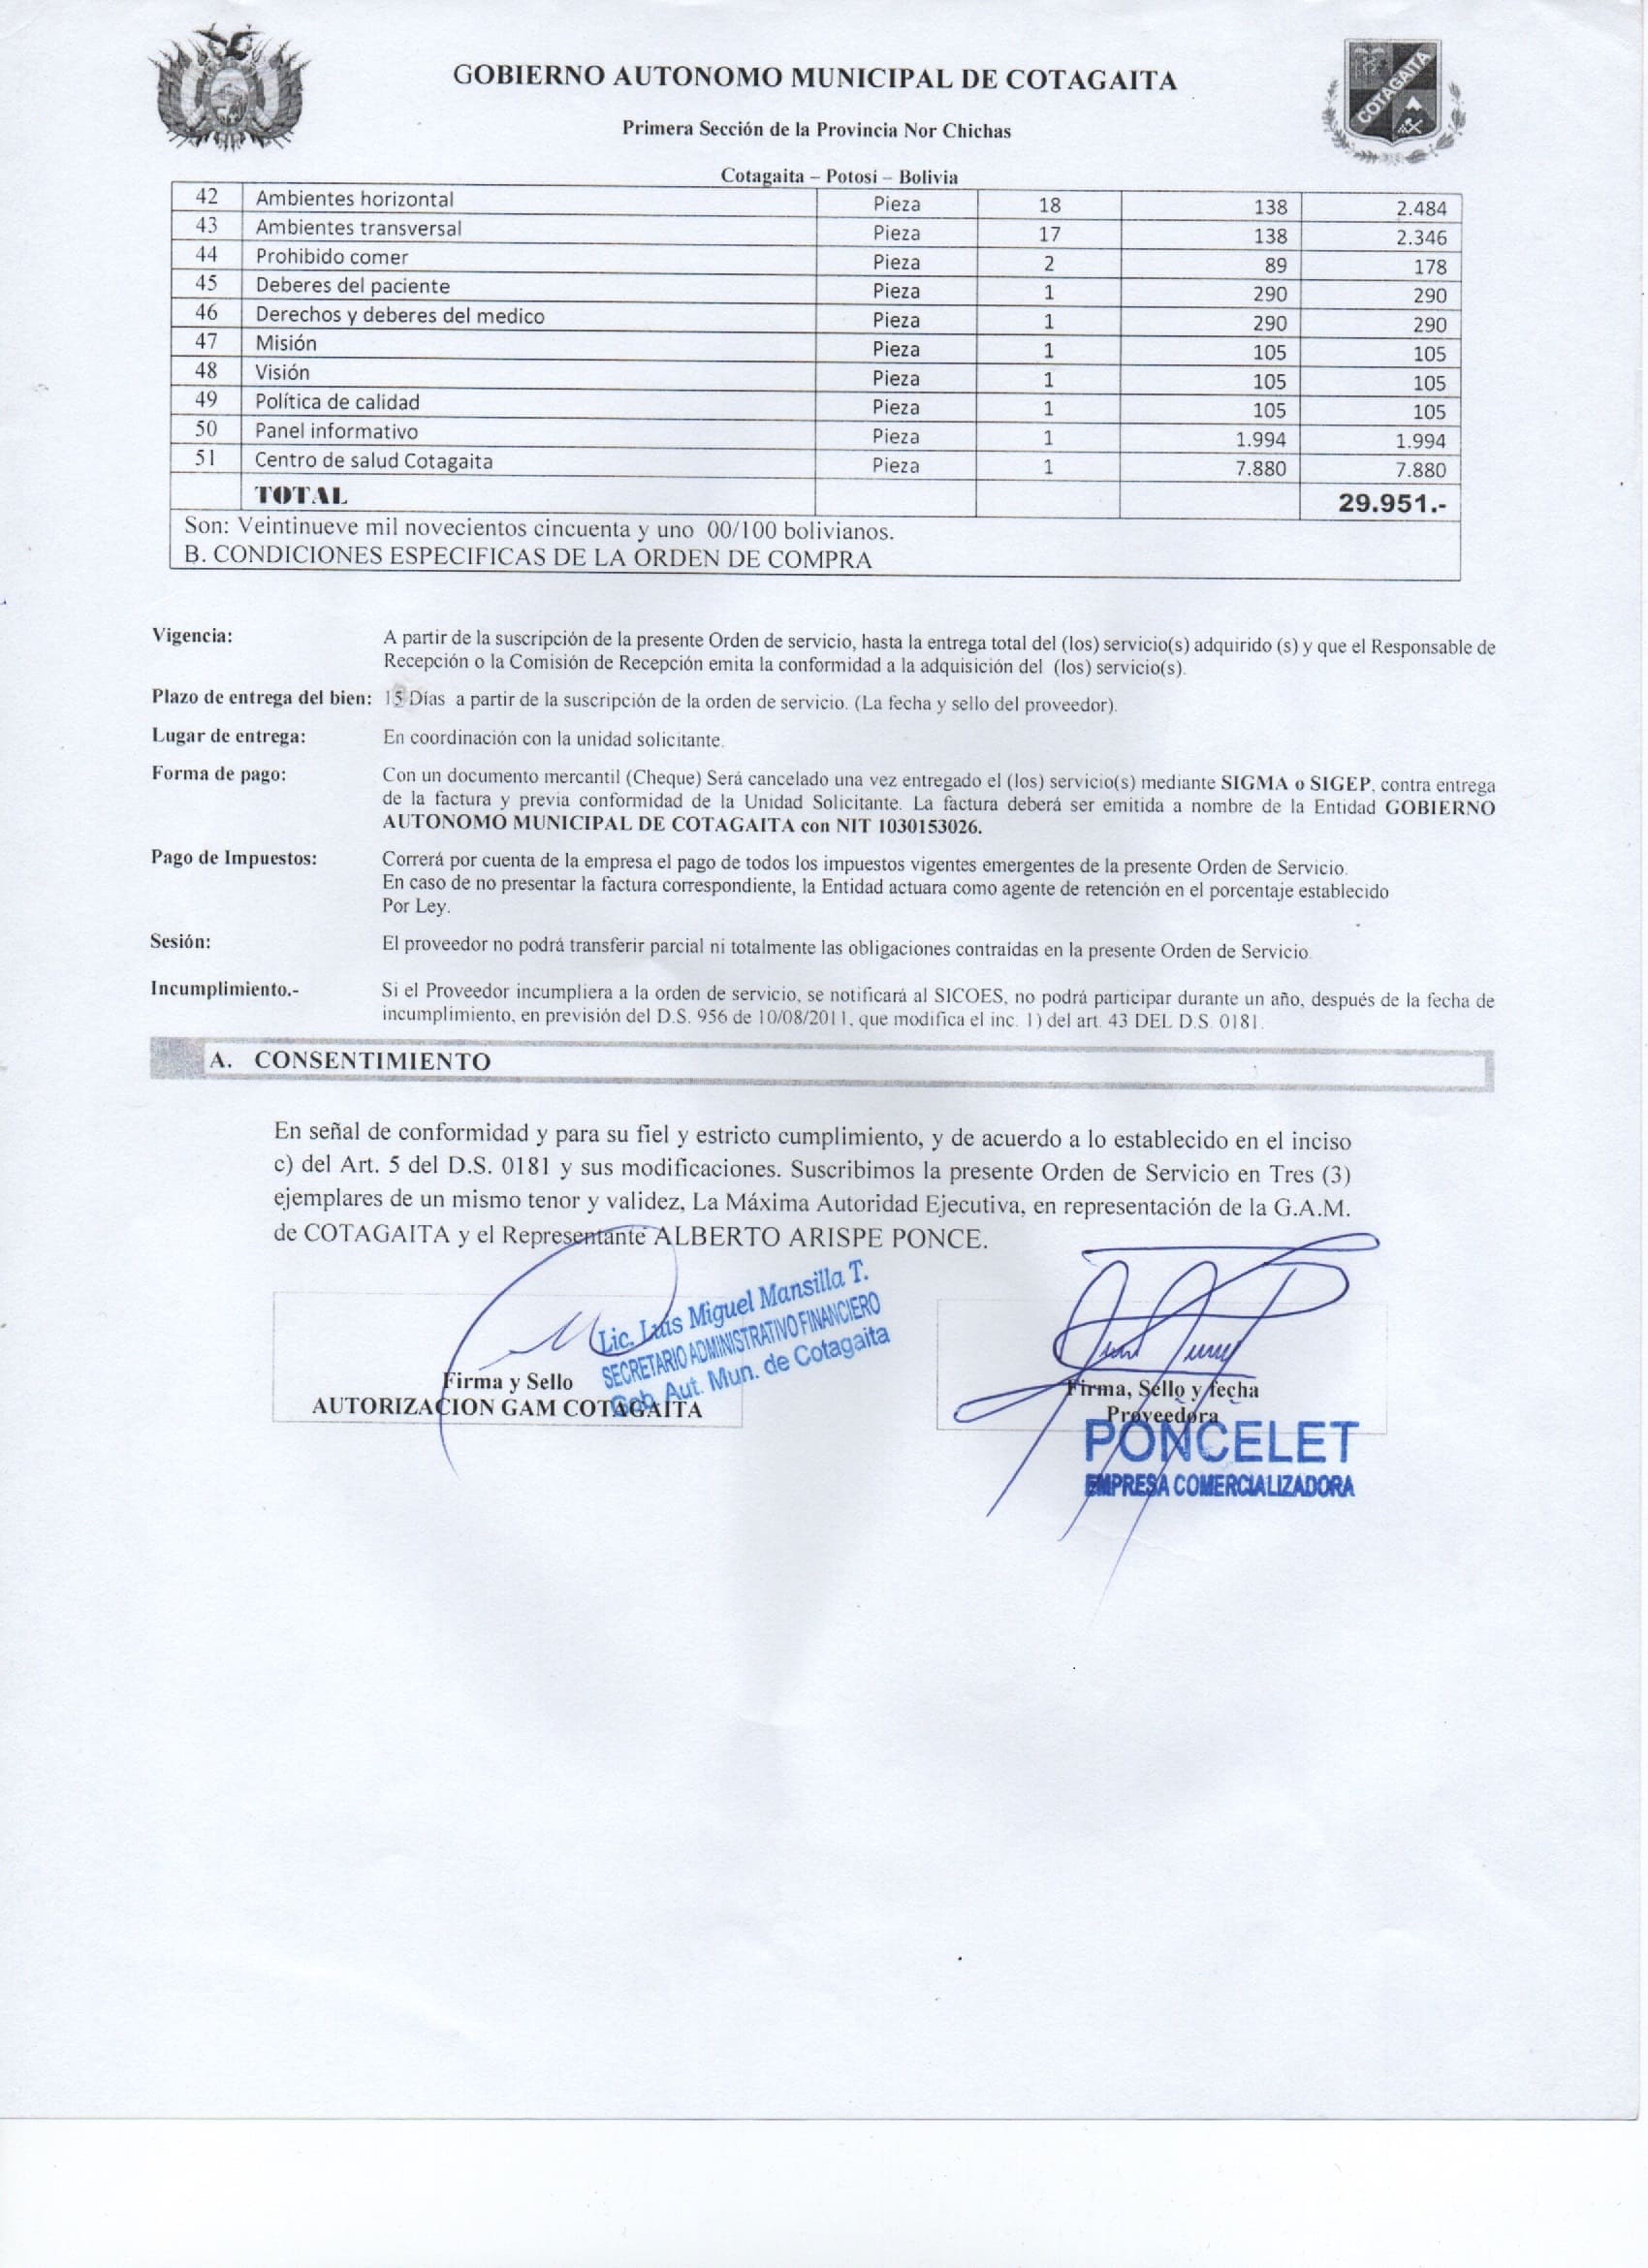 GOBIERNO AUTONOMO MUNICIPAL DE COTAGAITA
COTAGAITA
Primera Sección de la Provincia Nor Chichas
Cotagaita – Potosí – Bolivia
42 Ambientes horizontal Pieza 18 138 2.484
43 Ambientes transversal Pieza 17 138 2.346
44 Prohibido comer Pieza 2 89 178
45 Deberes del paciente Pieza 1 290 290
46 Derechos y deberes del medico Pieza 1 290 290
47 Misión Pieza 1 105 105
48 Visión Pieza 1 105 105
49 Política de calidad Pieza 1 105 105
50 Panel informativo Pieza 1 1.994 1.994
51 Centro de salud Cotagaita Pieza 1 7.880 7.880
TOTAL 29.951.-
Son: Veintinueve mil novecientos cincuenta y uno 00/100 bolivianos.
B. CONDICIONES ESPECIFICAS DE LA ORDEN DE COMPRA
Vigencia: A partir de la suscripción de la presente Orden de servicio, hasta la entrega total del (los) servicio(s) adquirido (s) y que el Responsable de
Recepción o la Comisión de Recepción emita la conformidad a la adquisición del (los) servicio(s).
Plazo de entrega del bien: 15 Días a partir de la suscripción de la orden de servicio. (La fecha y sello del proveedor).
Lugar de entrega: En coordinación con la unidad solicitante.
Forma de pago: Con un documento mercantil (Cheque) Será cancelado una vez entregado el (los) servicio(s) mediante SIGMA o SIGEP, contra entrega
de la factura y previa conformidad de la Unidad Solicitante. La factura deberá ser emitida a nombre de la Entidad GOBIERNO
AUTONOMO MUNICIPAL DE COTAGAITA con NIT 1030153026.
Pago de Impuestos: Correrá por cuenta de la empresa el pago de todos los impuestos vigentes emergentes de la presente Orden de Servicio.
En caso de no presentar la factura correspondiente, la Entidad actuara como agente de retención en el porcentaje establecido
Por Ley.
Sesión: El proveedor no podrá transferir parcial ni totalmente las obligaciones contraídas en la presente Orden de Servicio.
Incumplimiento.- Si el Proveedor incumpliera a la orden de servicio, se notificará al SICOES, no podrá participar durante un año, después de la fecha de
incumplimiento, en previsión del D.S. 956 de 10/08/2011, que modifica el inc. 1) del art. 43 DEL D.S. 0181.
A. CONSENTIMIENTO
En señal de conformidad y para su fiel y estricto cumplimiento, y de acuerdo a lo establecido en el inciso
c) del Art. 5 del D.S. 0181 y sus modificaciones. Suscribimos la presente Orden de Servicio en Tres (3)
ejemplares de un mismo tenor y validez, La Máxima Autoridad Ejecutiva, en representación de la G.A.M.
de COTAGAITA y el Representante ALBERTO ARISPE PONCE.
Lic. Luis Miguel Mansilla T.
SECRETARIO ADMINISTRATIVO FINANCIERO
Gob. Aut. Mun. de Cotagaita
Firma y Sello
AUTORIZACION GAM COTAGAITA
Firma, Sello y fecha
Proveedora
PONCELET
EMPRESA COMERCIALIZADORA